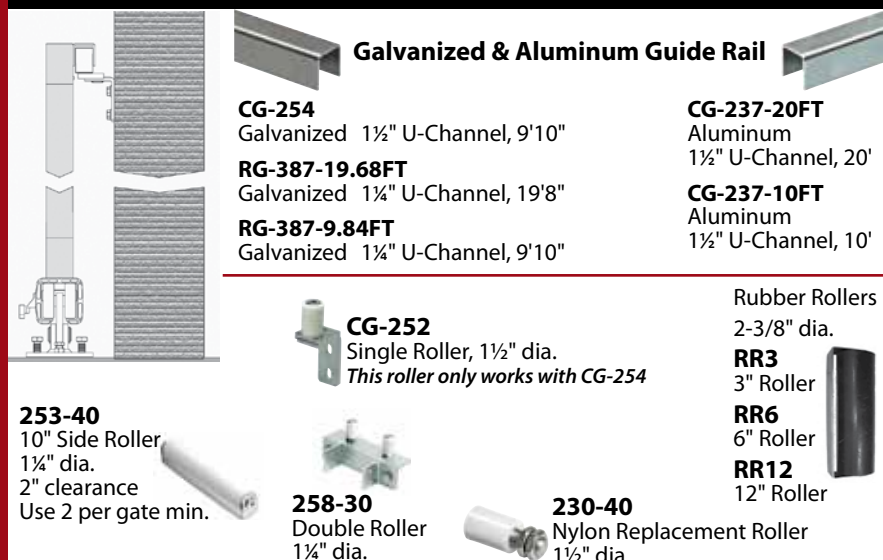 Galvanized & Aluminum Guide Rail
CG-254
Galvanized 1½" U-Channel, 9'10"
RG-387-19.68FT
Galvanized 1¼" U-Channel, 19'8"
RG-387-9.84FT
Galvanized 1¼" U-Channel, 9'10"
CG-237-20FT
Aluminum
1½" U-Channel, 20'
CG-237-10FT
Aluminum
1½" U-Channel, 10'
CG-252
Single Roller, 1½" dia.
This roller only works with CG-254
Rubber Rollers
2-3/8" dia.
RR3
3" Roller
RR6
6" Roller
RR12
12" Roller
253-40
10" Side Roller
1¼" dia.
2" clearance
Use 2 per gate min.
258-30
Double Roller
1¼" dia.
230-40
Nylon Replacement Roller
1½" dia.